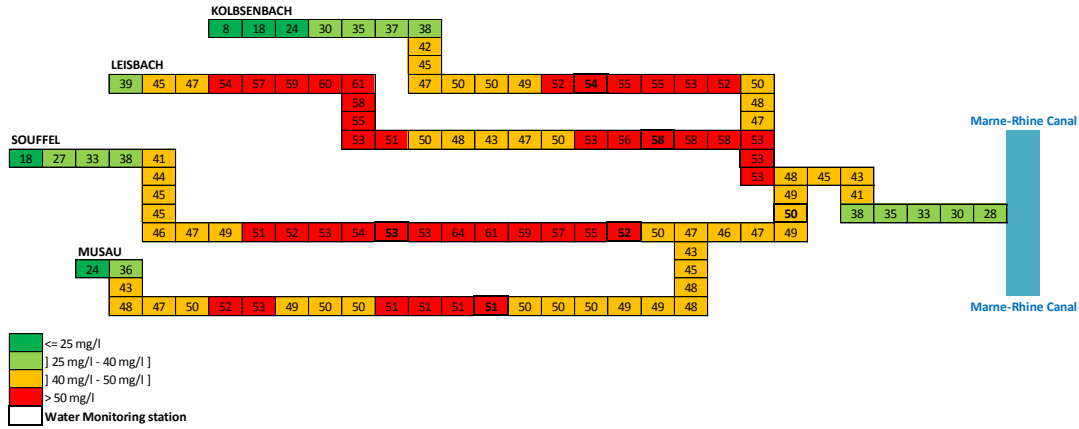 KOLBSENBACH
8 18 24 30 35 37 38
42
LEISBACH
45
39 45 47 54 57 59 60 61
47 50 50 49 52 54 55 55 53 52 50
58
48
55
47
Marne-Rhine Canal
SOUFFEL
53 51 50 48 43 47 50 53 56 58 58 58 53
18 27 33 38 41
53
44
53 48 45 43
45
49
41
45
50
38 35 33 30 28
46 47 49 51 52 53 54 53 53 64 61 59 57 55 52 50 47 46 47 49
MUSAU
43
24 36
45
43
48
48 47 50 52 53 49 50 50 51 51 51 51 50 50 50 49 49 48
Marne-Rhine Canal
<= 25 mg/l
] 25 mg/l - 40 mg/l ]
] 40 mg/l - 50 mg/l ]
> 50 mg/l
Water Monitoring station